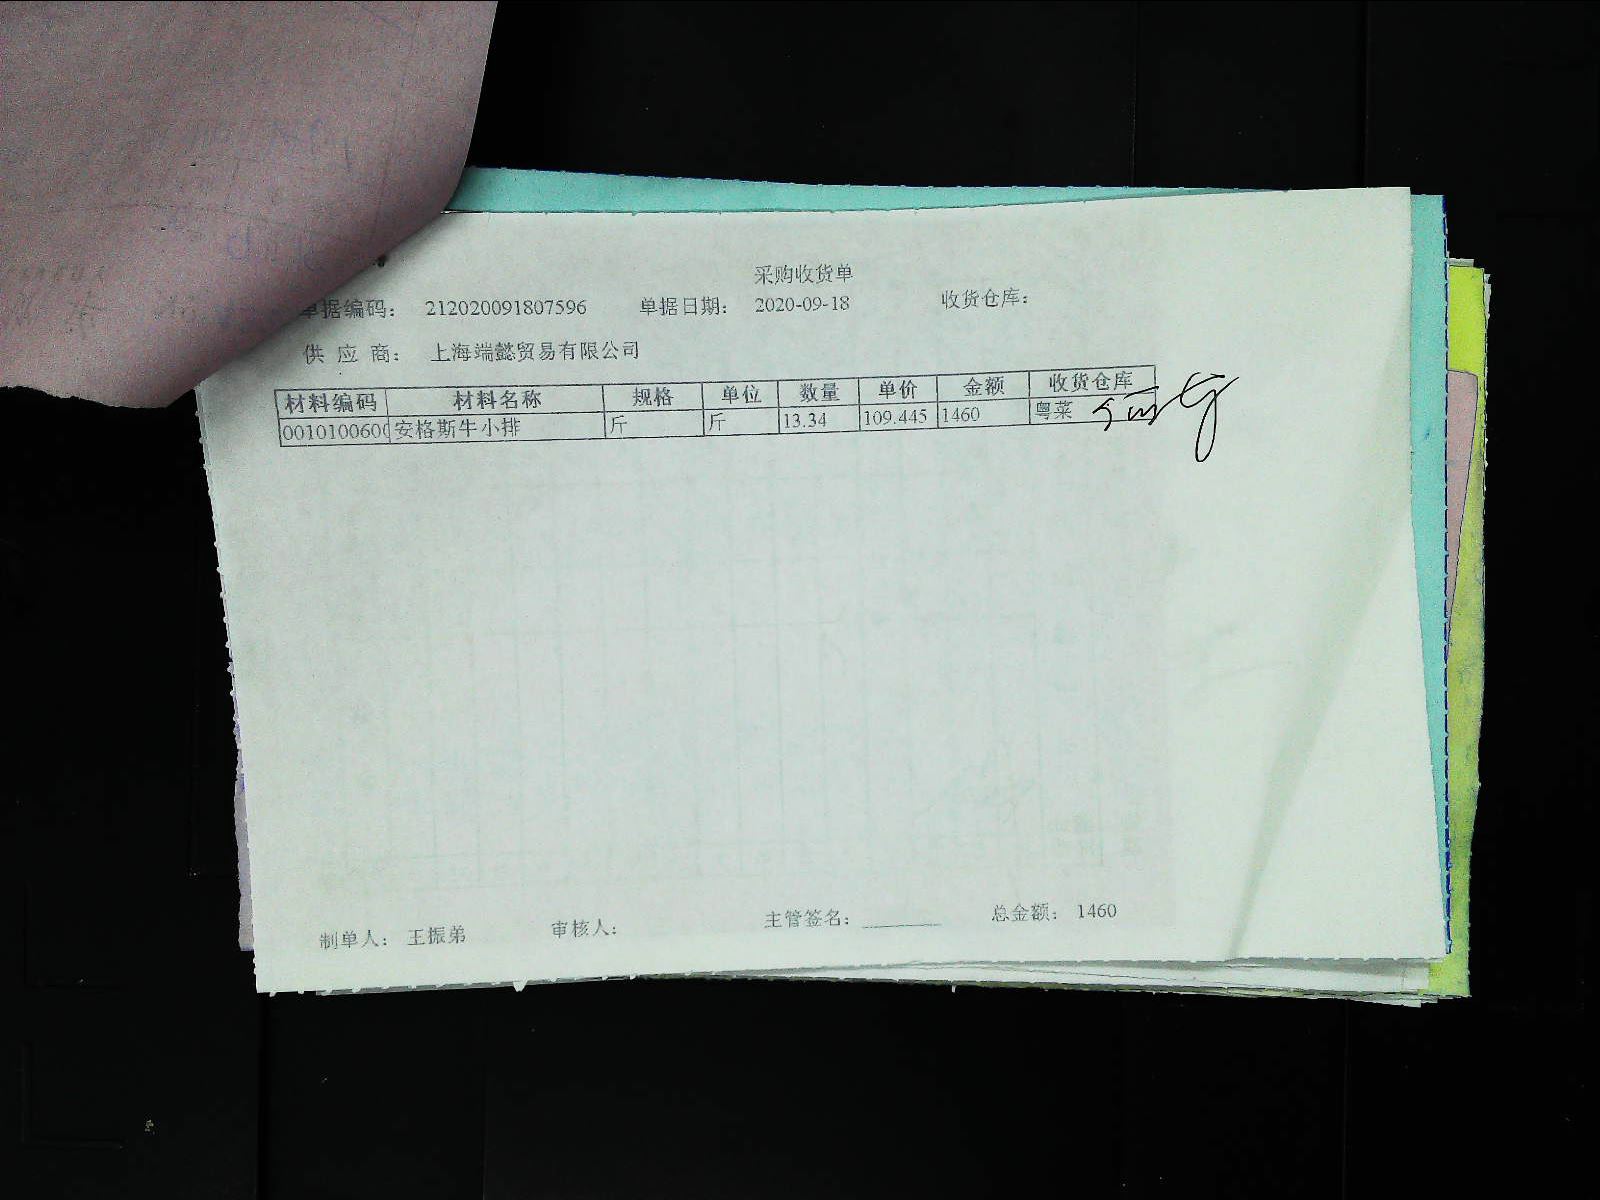 采购收货单
单据编码： 212020091807596 单据日期： 2020-09-18 收货仓库：
供 应 商： 上海端懿贸易有限公司
材料编码 材料名称 规格 单位 数量 单价 金额 收货仓库
0010100600 安格斯牛小排 斤 斤 13.34 109.445 1460 粤菜
制单人： 王振弟 审核人： 主管签名： 总金额： 1460